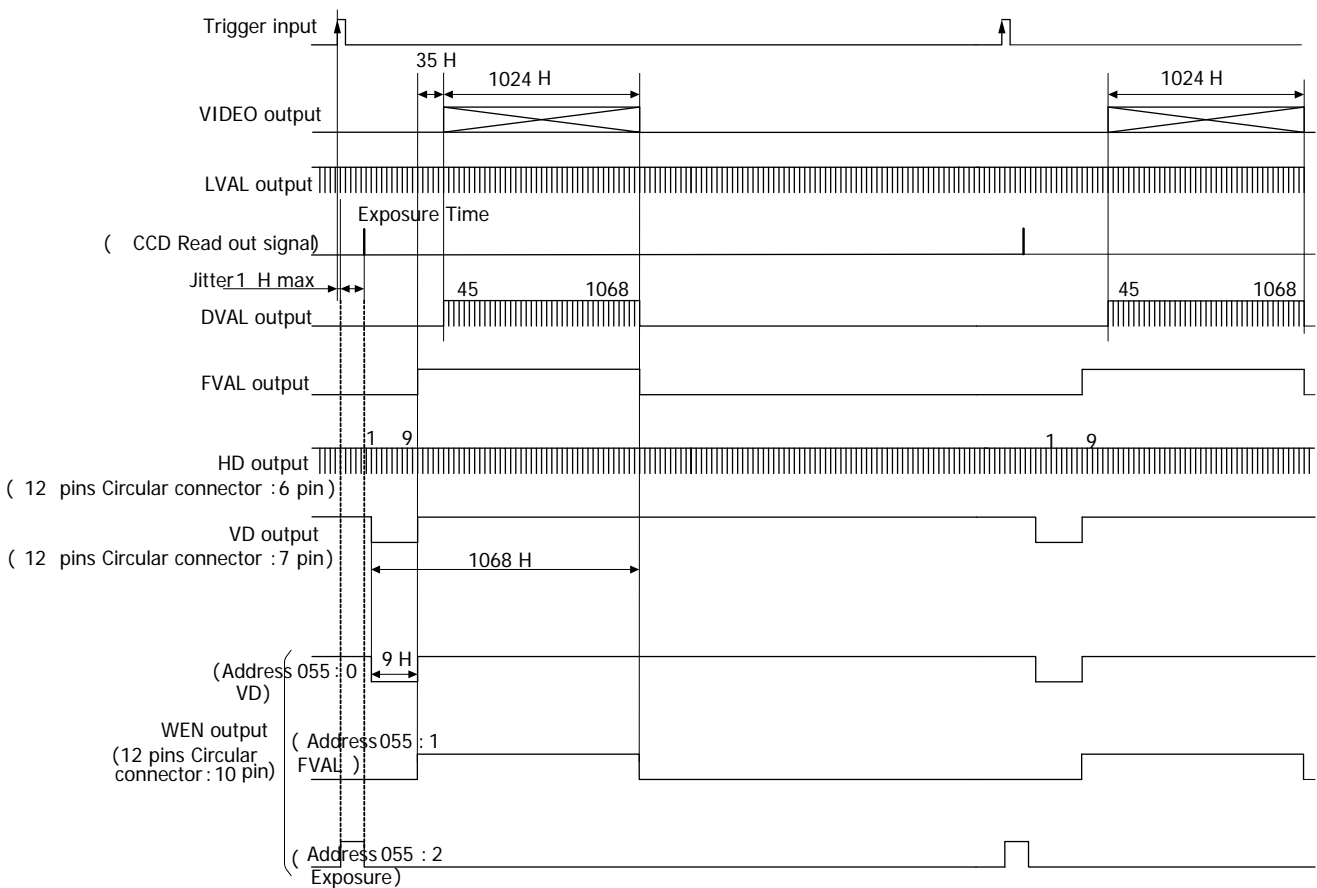 Trigger input
35 H
1024 H
1024 H
VIDEO output
LVAL output
Exposure Time
( CCD Read out signal)
Jitter1 H max
45 1068
45 1068
DVAL output
FVAL output
1 9
1 9
HD output
( 12 pins Circular connector :6 pin )
VD output
( 12 pins Circular connector :7 pin)
1068 H
9 H
(Address 055 : 0
VD)
WEN output
(12 pins Circular
connector : 10 pin)
( Address 055 : 1
FVAL )
( Address 055 : 2
Exposure)